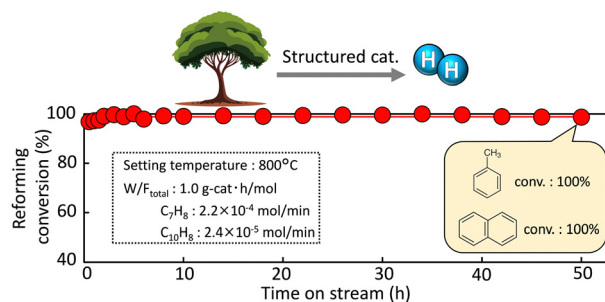 Structured cat.
H H
100
80
60
40
Reforming
conversion (%)
Setting temperature : 800°C
W/Ftotal : 1.0 g-cat・h/mol
C₇H₈ : 2.2×10⁻⁴ mol/min
C₁₀H₈ : 2.4×10⁻⁵ mol/min
CH₃
conv. : 100%
conv. : 100%
0 10 20 30 40 50
Time on stream (h)